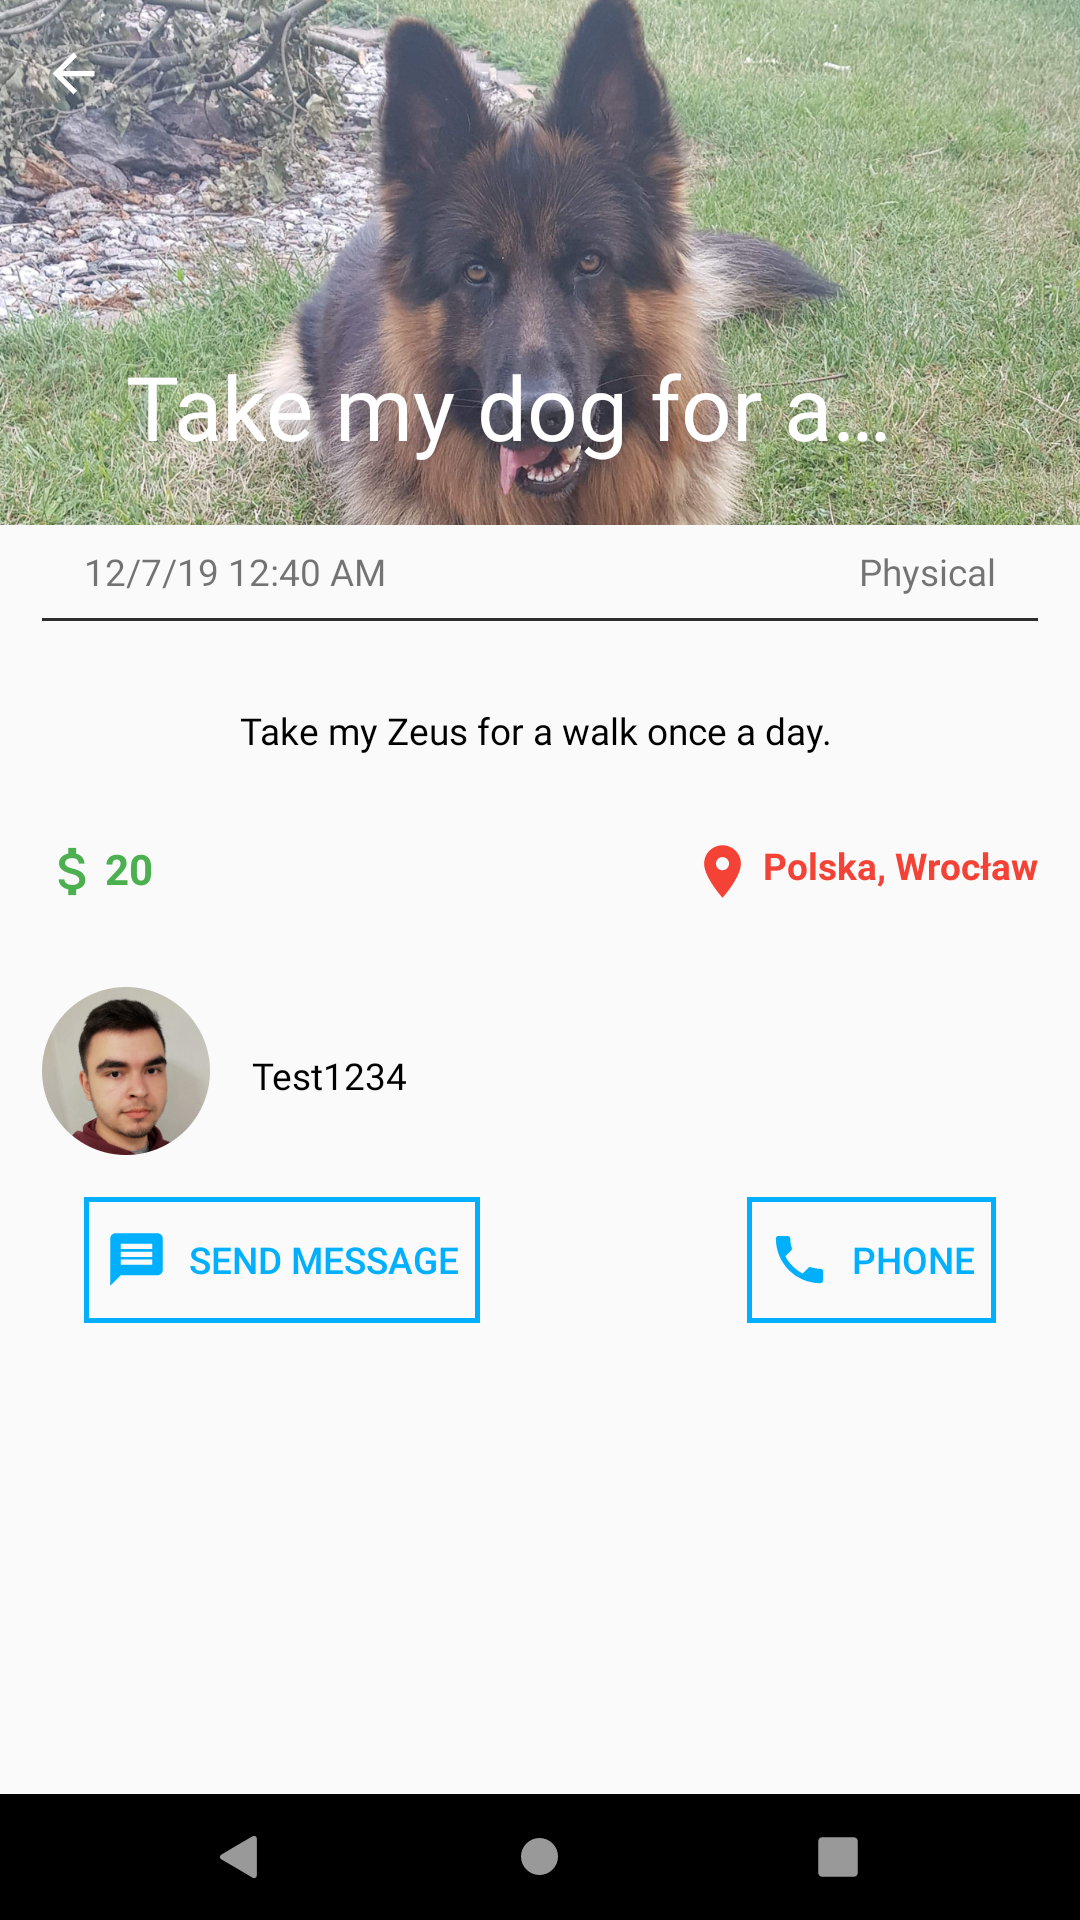 Take my dog for a...
12/7/19 12:40 AM
Physical
Take my Zeus for a walk once a day.
$ 20
Polska, Wrocław
Test1234
SEND MESSAGE
PHONE